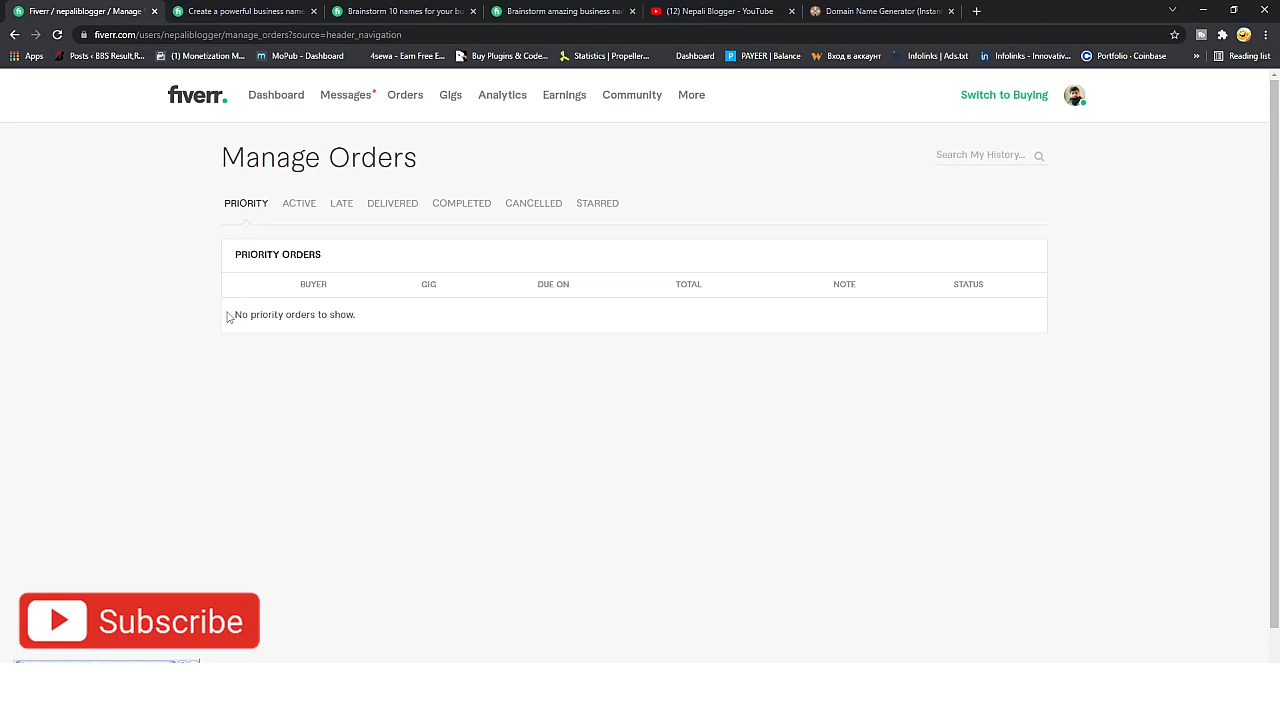 Fiverr / nepaliblogger / Manage
Create a powerful business name
Brainstorm 10 names for your bus
Brainstorm amazing business na
(12) Nepali Blogger - YouTube
Domain Name Generator (Instan
fiverr.com/users/nepaliblogger/manage_orders?source=header_navigation
Apps
Posts ‹ BBS Result,R...
(1) Monetization M...
MoPub - Dashboard
4sewa - Earn Free E...
Buy Plugins & Code...
Statistics | Propeller...
Dashboard
PAYEER | Balance
Вход в аккаунт
Infolinks | Ads.txt
Infolinks - Innovativ...
Portfolio - Coinbase
»
Reading list
fiverr.
Dashboard
Messages
Orders
Gigs
Analytics
Earnings
Community
More
Switch to Buying
Manage Orders
Search My History...
PRIORITY
ACTIVE
LATE
DELIVERED
COMPLETED
CANCELLED
STARRED
PRIORITY ORDERS
BUYER
GIG
DUE ON
TOTAL
NOTE
STATUS
No priority orders to show.
Subscribe